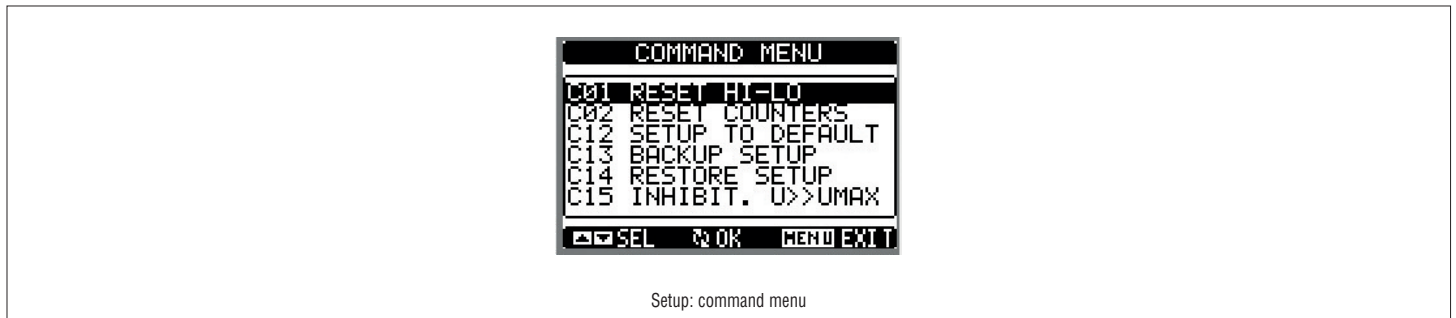 COMMAND MENU
C01 RESET HI-LO
C02 RESET COUNTERS
C12 SETUP TO DEFAULT
C13 BACKUP SETUP
C14 RESTORE SETUP
C15 INHIBIT. U>>UMAX
▲▼SEL ↻ OK MENU EXIT
Setup: command menu